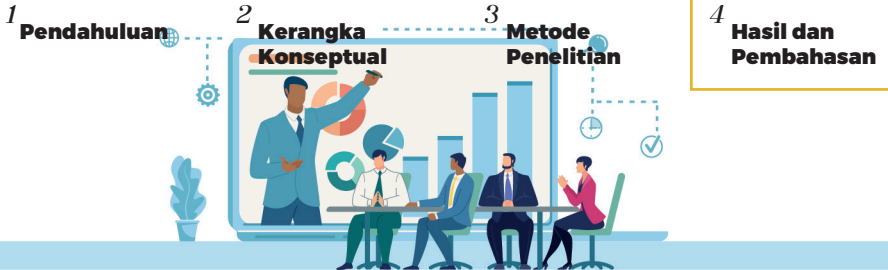 1
Pendahuluan
2
Kerangka
Konseptual
3
Metode
Penelitian
4
Hasil dan
Pembahasan